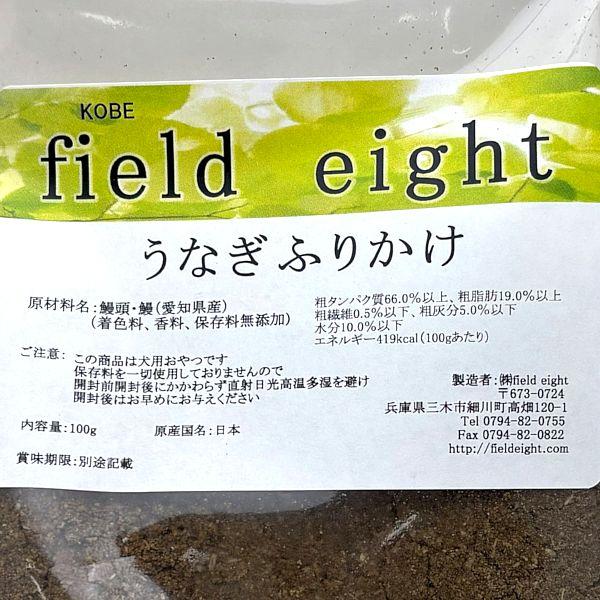 KOBE
field eight
うなぎふりかけ
原材料名：鰻頭・鰻(愛知県産)
(着色料、香料、保存料無添加)
粗タンパク質66.0％以上、粗脂肪19.0％以上
粗繊維0.5％以下、粗灰分5.0％以下
水分10.0％以下
エネルギー419kcal(100gあたり)
ご注意： この商品は犬用おやつです
保存料を一切使用しておりませんので
開封前開封後にかかわらず直射日光高温多湿を避け
開封後はお早めにお与えください
内容量：100g 原産国名：日本
賞味期限：別途記載
製造者：㈱field eight
〒673-0724
兵庫県三木市細川町高畑120-1
Tel 0794-82-0755
Fax 0794-82-0822
http://fieldeight.com